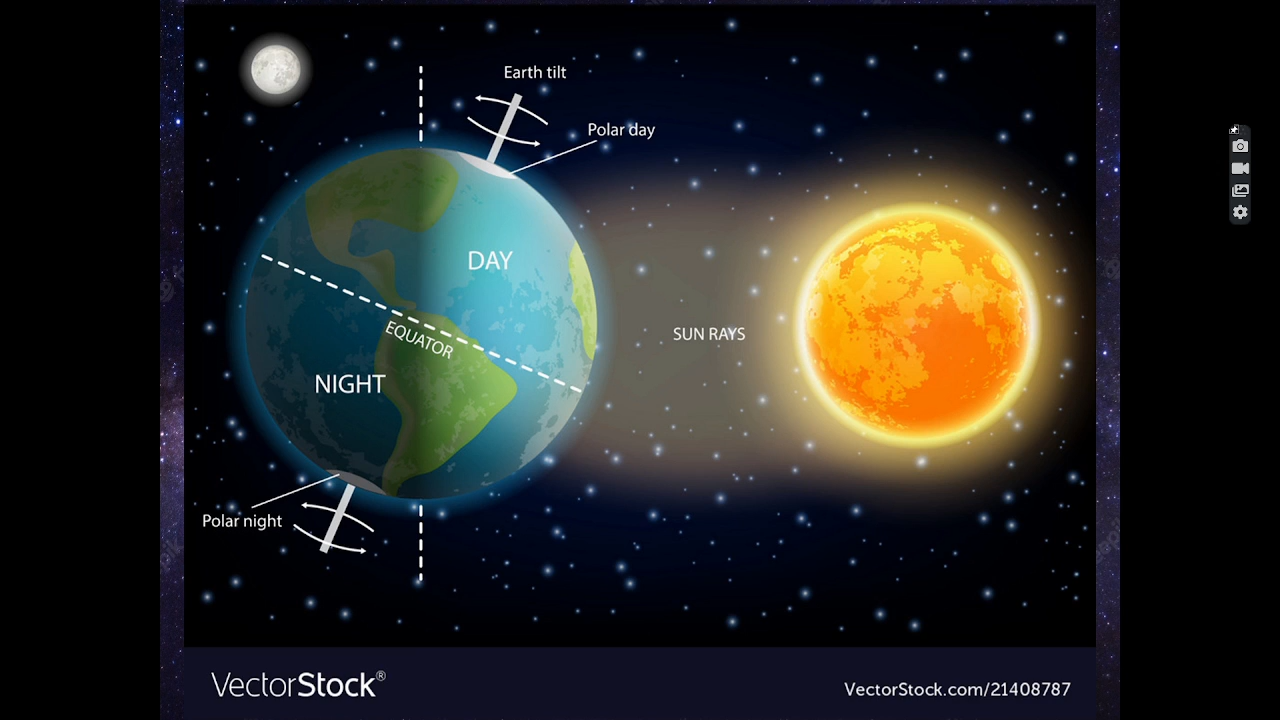 Earth tilt
Polar day
DAY
EQUATOR
SUN RAYS
NIGHT
Polar night
VectorStock®
VectorStock.com/21408787